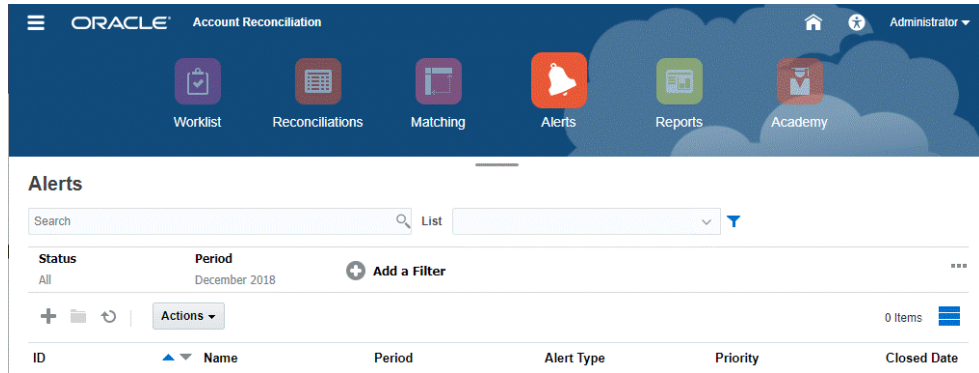 ORACLE® Account Reconciliation Administrator
Worklist Reconciliations Matching Alerts Reports Academy
Alerts
Search List
Status Period Add a Filter
All December 2018
Actions 0 Items
ID Name Period Alert Type Priority Closed Date